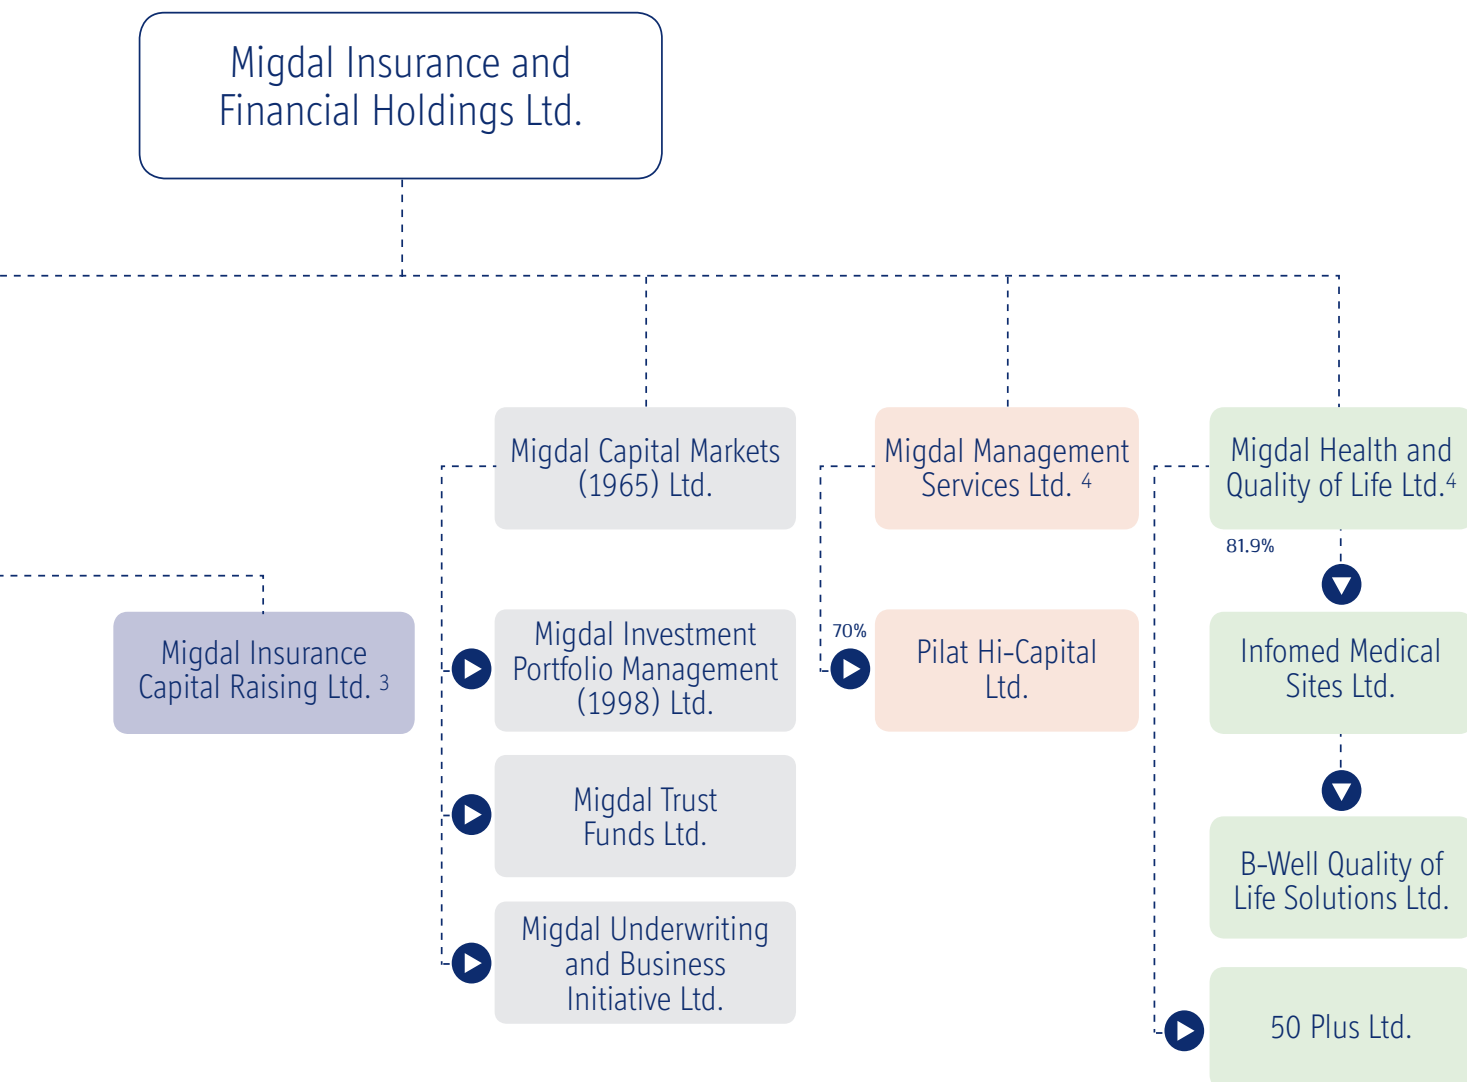 Migdal Insurance and
Financial Holdings Ltd.
Migdal Capital Markets
(1965) Ltd.
Migdal Management
Services Ltd. 4
Migdal Health and
Quality of Life Ltd.4
81.9%
Migdal Insurance
Capital Raising Ltd. 3
Migdal Investment
Portfolio Management
(1998) Ltd.
70%
Pilat Hi-Capital
Ltd.
Infomed Medical
Sites Ltd.
Migdal Trust
Funds Ltd.
B-Well Quality of
Life Solutions Ltd.
Migdal Underwriting
and Business
Initiative Ltd.
50 Plus Ltd.